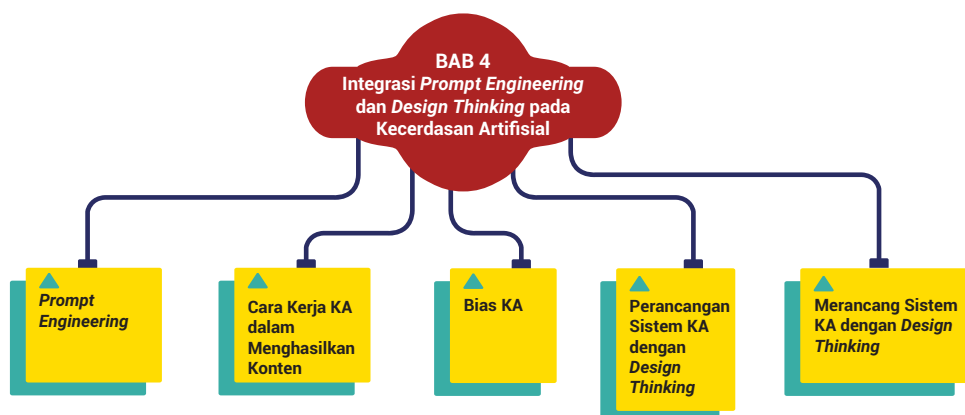 BAB 4
Integrasi Prompt Engineering
dan Design Thinking pada
Kecerdasan Artifisial
Prompt
Engineering
Cara Kerja KA
dalam
Menghasilkan
Konten
Bias KA
Perancangan
Sistem KA
dengan
Design
Thinking
Merancang Sistem
KA dengan Design
Thinking